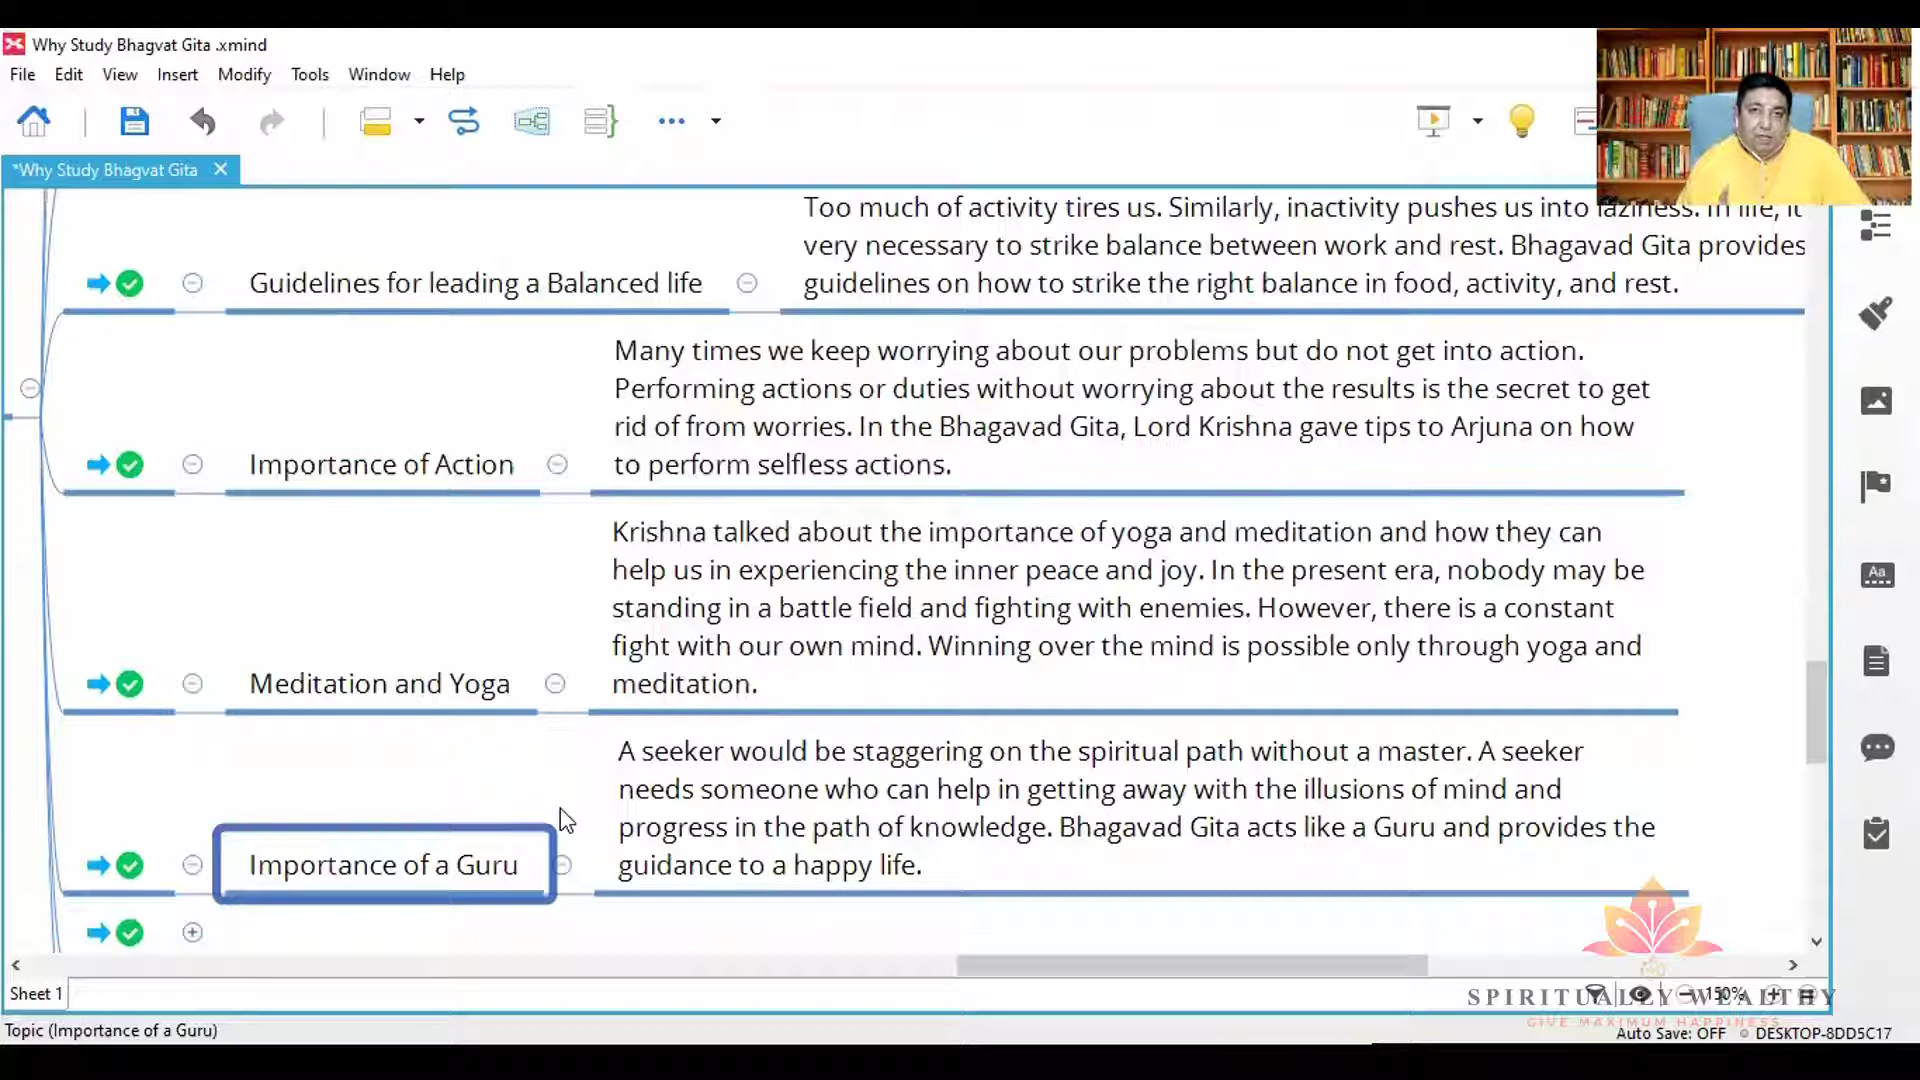 Why Study Bhagvat Gita .xmind
File Edit View Insert Modify Tools Window Help
*Why Study Bhagvat Gita
Too much of activity tires us. Similarly, inactivity pushes us into laziness. In life, it
very necessary to strike balance between work and rest. Bhagavad Gita provides
Guidelines for leading a Balanced life
guidelines on how to strike the right balance in food, activity, and rest.
Many times we keep worrying about our problems but do not get into action.
Performing actions or duties without worrying about the results is the secret to get
rid of from worries. In the Bhagavad Gita, Lord Krishna gave tips to Arjuna on how
Importance of Action
to perform selfless actions.
Krishna talked about the importance of yoga and meditation and how they can
help us in experiencing the inner peace and joy. In the present era, nobody may be
standing in a battle field and fighting with enemies. However, there is a constant
fight with our own mind. Winning over the mind is possible only through yoga and
Meditation and Yoga
meditation.
A seeker would be staggering on the spiritual path without a master. A seeker
needs someone who can help in getting away with the illusions of mind and
progress in the path of knowledge. Bhagavad Gita acts like a Guru and provides the
Importance of a Guru
guidance to a happy life.
Aa
Sheet 1
SPIRITUALLY WEALTHY
150%
GIVE MAXIMUM HAPPINESS
Topic (Importance of a Guru)
Auto Save: OFF
DESKTOP-8DD5C17